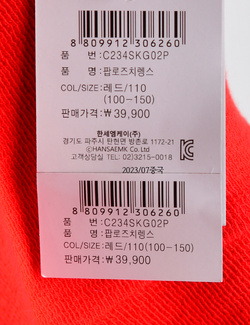 8 809912 306260
품 번:C234SKG02P
품 명:팝로즈치렝스
COL/SIZE:레드/110
(100-150)
판매가격:₩39,900
한세엠케이(주)
경기도 파주시 탄현면 방촌로 1172-21
ⓒHANSAEMK Co.,Ltd
고객상담실 TEL: 02)3215-0018
2023/07중국
8 809912 306260
품 번:C234SKG02P
품 명:팝로즈치렝스
COL/SIZE:레드/110(100-150)
판매가격:₩39,900